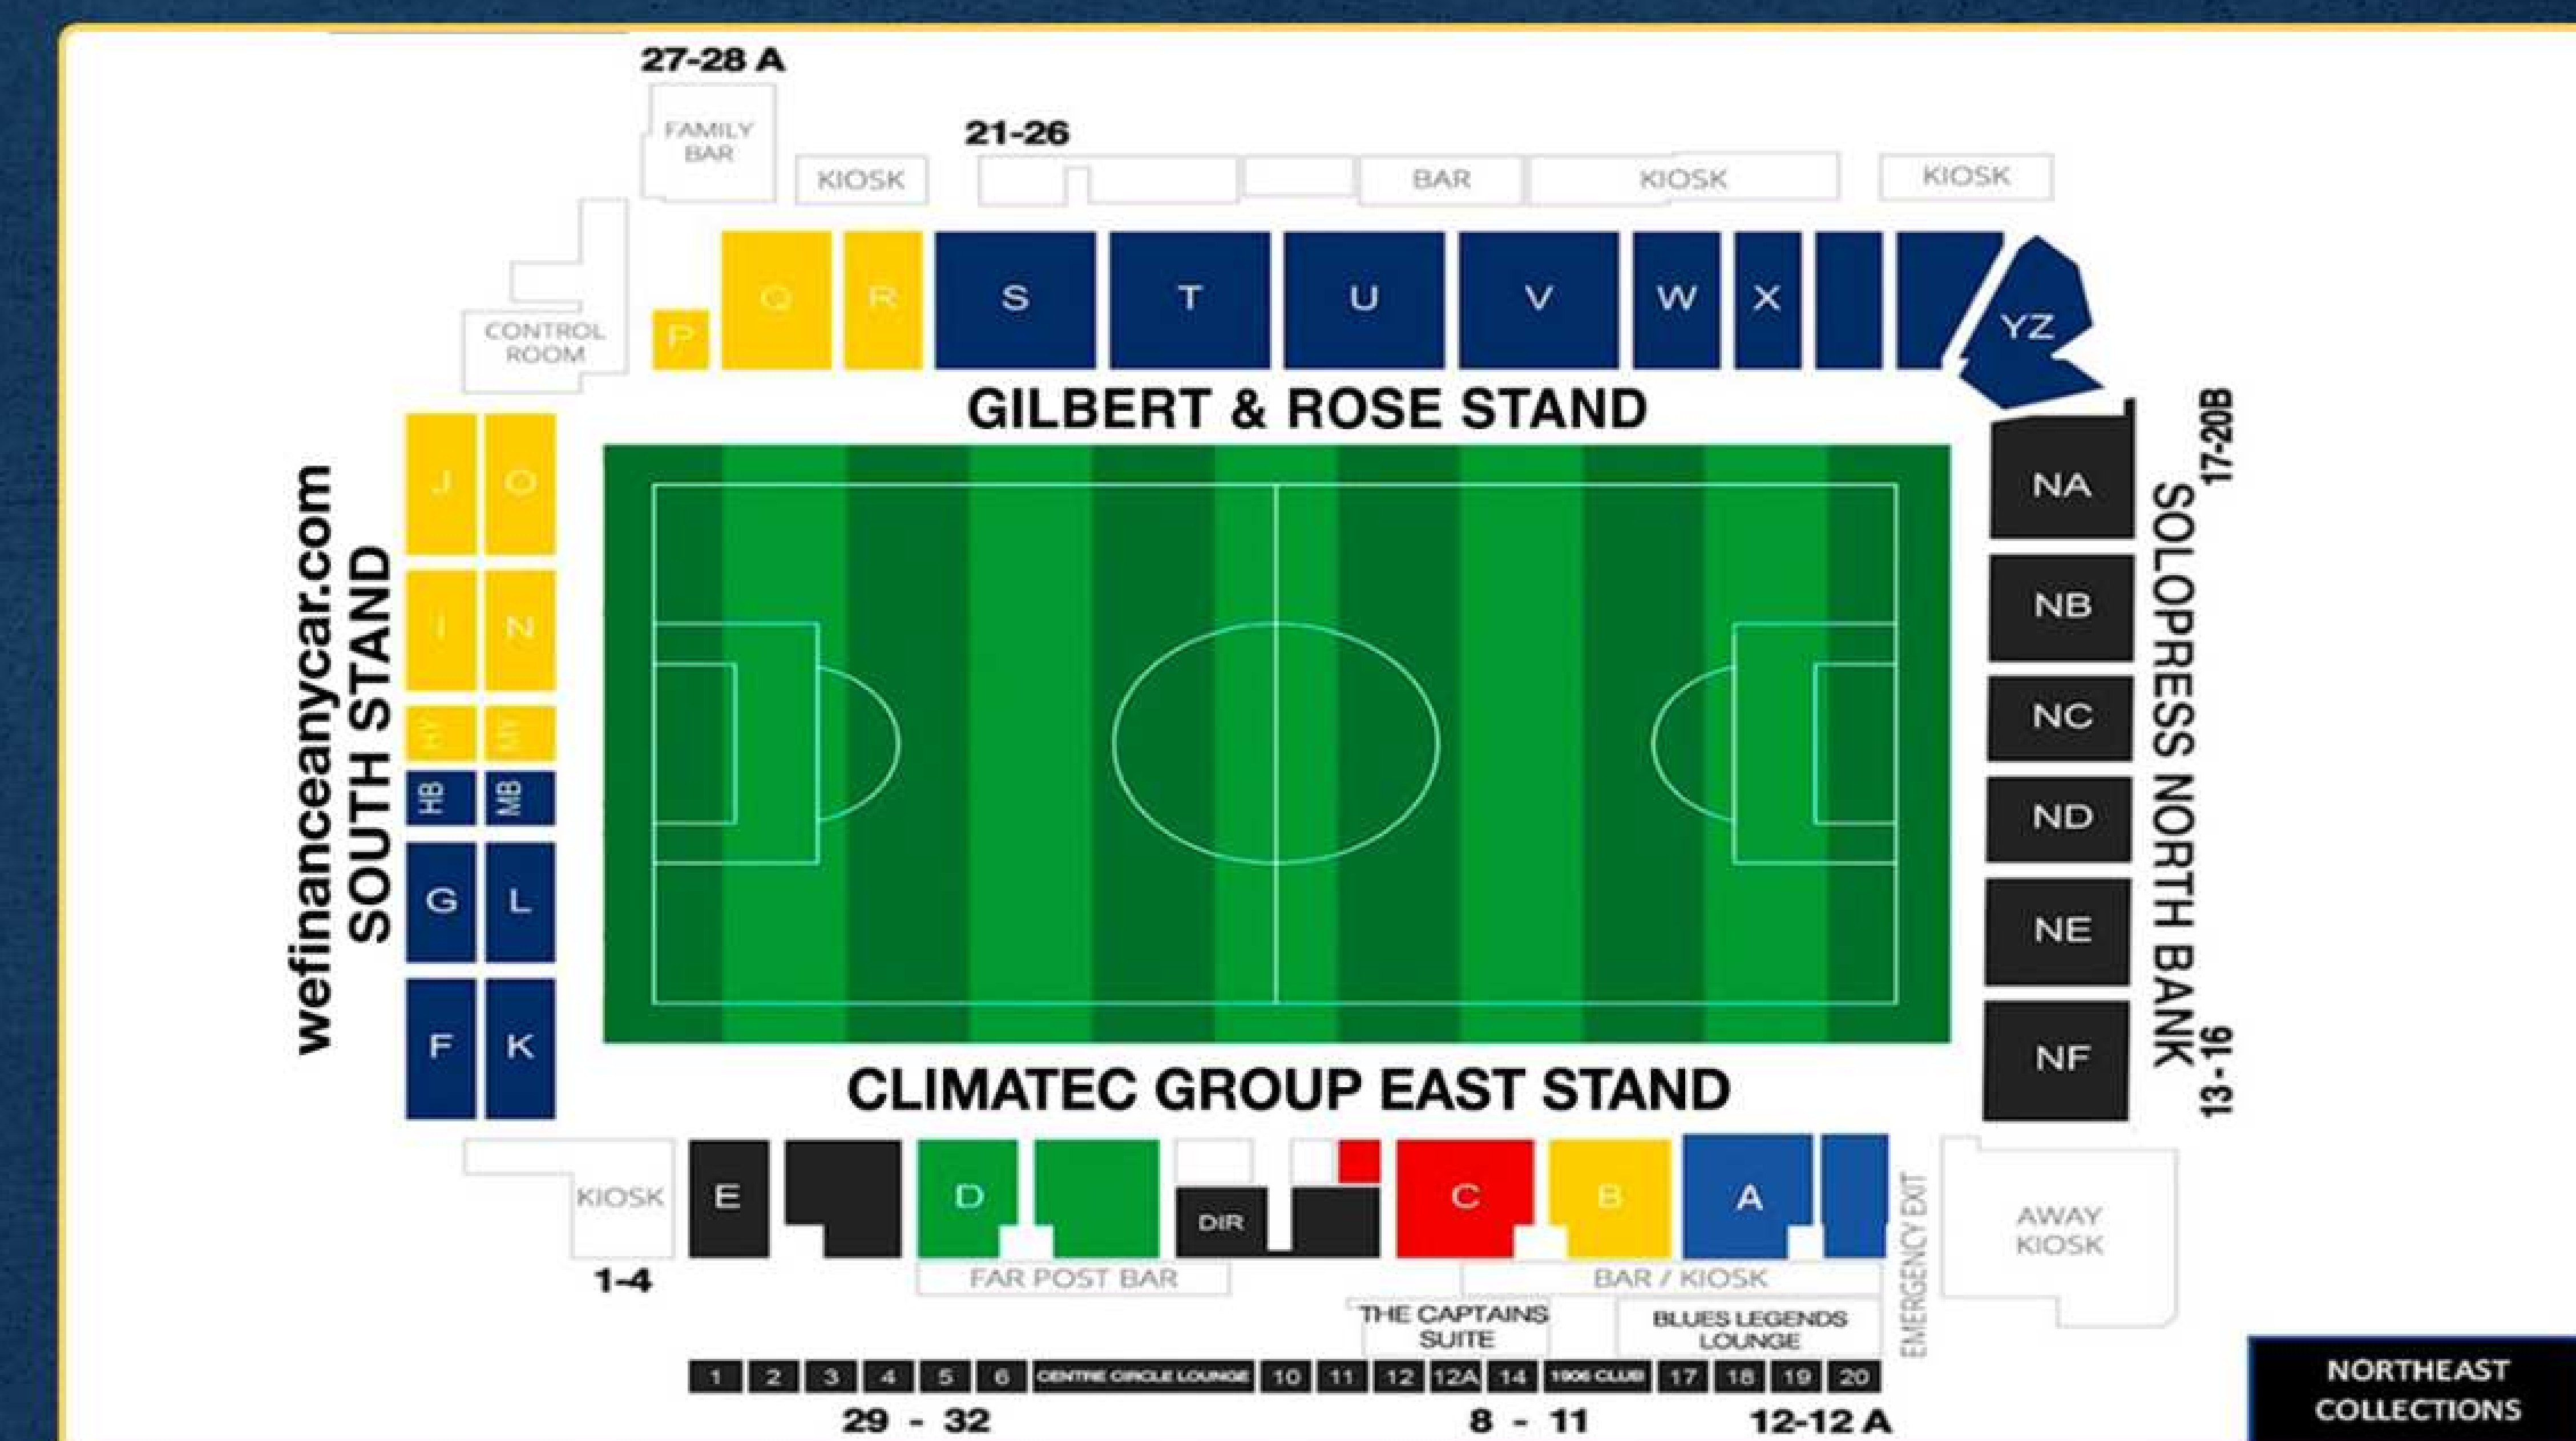 27-28 A
FAMILY
BAR
21-26
KIOSK
BAR
KIOSK
KIOSK
CONTROL
ROOM
P
Q
R
S
T
U
V
W
X
YZ
GILBERT & ROSE STAND
wefinanceanycar.com
SOUTH STAND
J
O
I
N
HY
MY
HB
MB
G
L
F
K
17-20B
SOLOPRESS NORTH BANK
13-16
NA
NB
NC
ND
NE
NF
CLIMATEC GROUP EAST STAND
KIOSK
E
D
DIR
C
B
A
EMERGENCY EXIT
AWAY
KIOSK
1-4
FAR POST BAR
BAR / KIOSK
THE CAPTAINS
SUITE
BLUES LEGENDS
LOUNGE
1 2 3 4 5 6 CENTRE CIRCLE LOUNGE 10 11 12 12A 14 1906 CLUB 17 18 19 20
29 - 32
8 - 11
12-12 A
NORTHEAST
COLLECTIONS